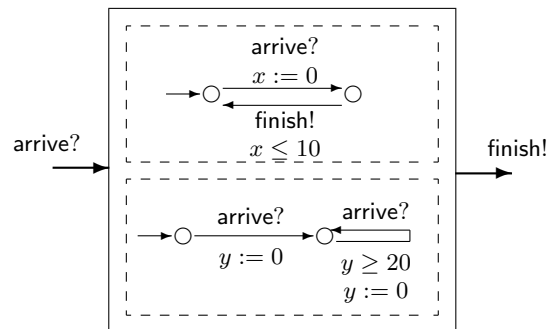 arrive?
x := 0
finish!
x ≤ 10
arrive?
finish!
arrive?
y := 0
arrive?
y ≥ 20
y := 0